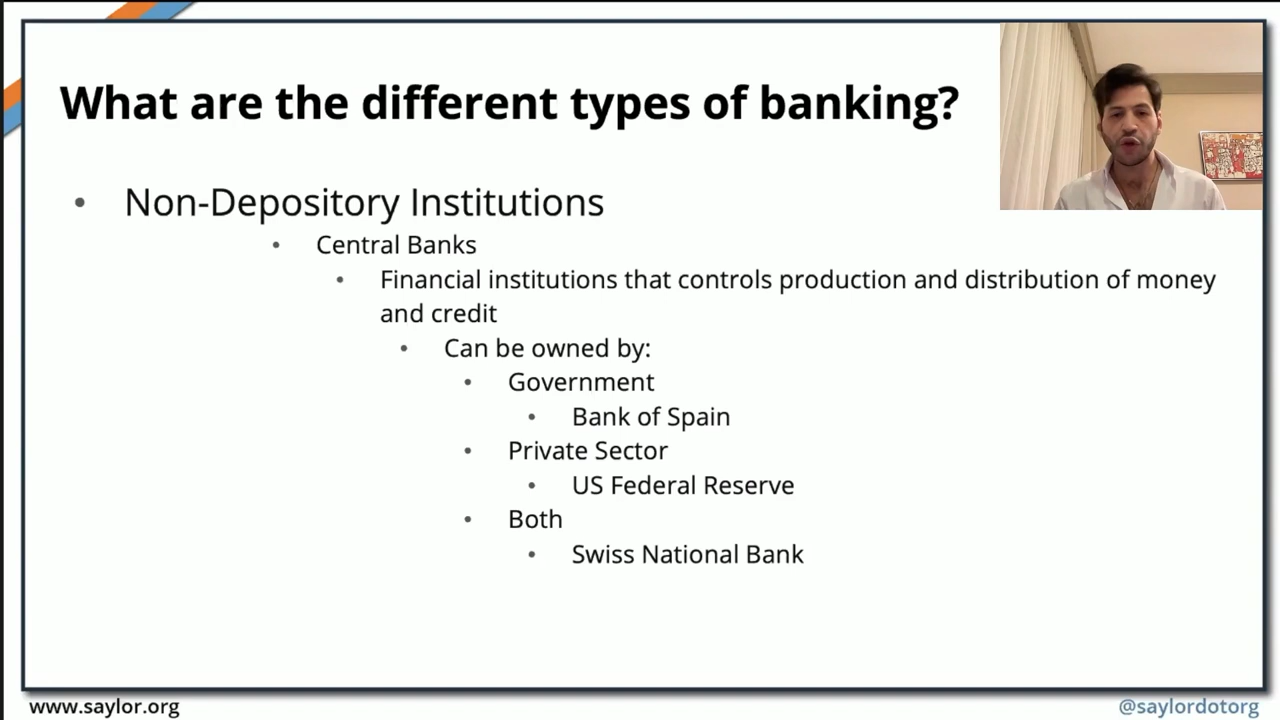 What are the different types of banking?
• Non-Depository Institutions
• Central Banks
• Financial institutions that controls production and distribution of money
and credit
• Can be owned by:
• Government
• Bank of Spain
• Private Sector
• US Federal Reserve
• Both
• Swiss National Bank
www.saylor.org
@saylordotorg